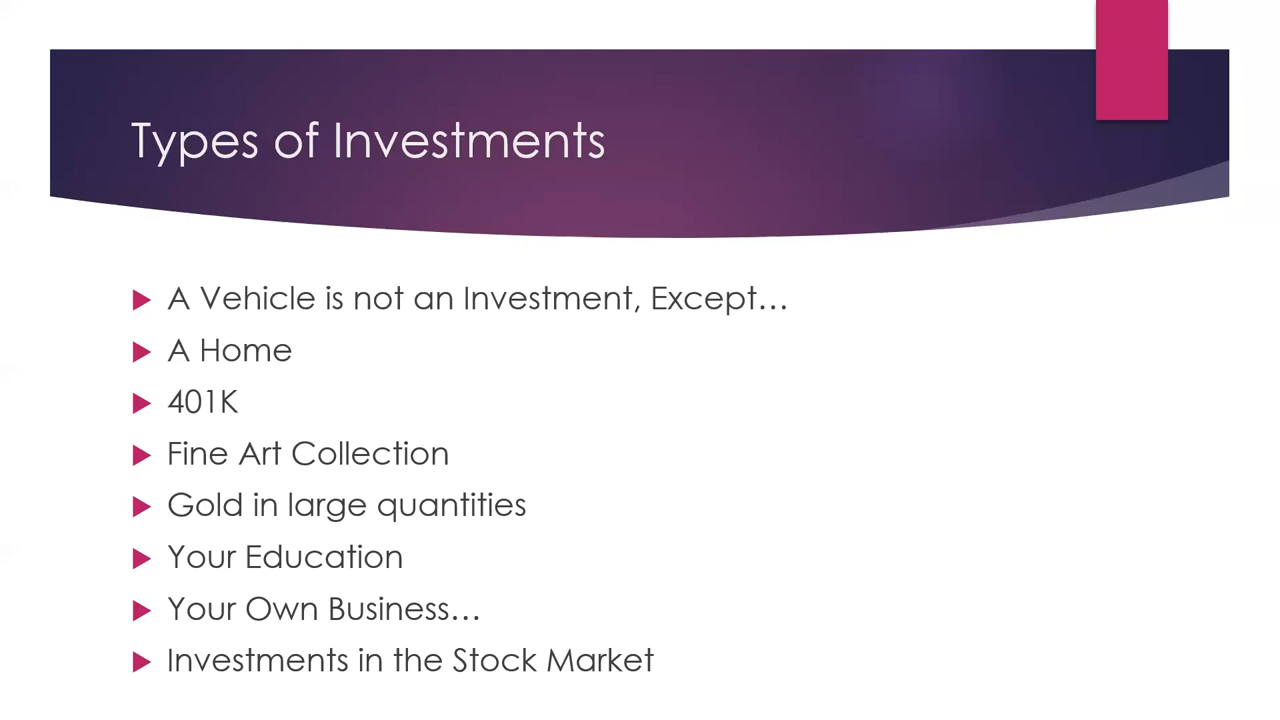 Types of Investments
A Vehicle is not an Investment, Except…
A Home
401K
Fine Art Collection
Gold in large quantities
Your Education
Your Own Business…
Investments in the Stock Market